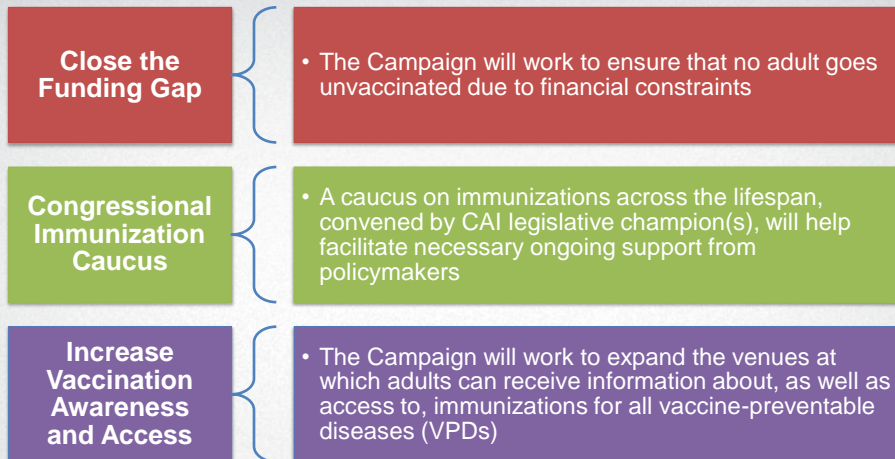 Close the
Funding Gap
• The Campaign will work to ensure that no adult goes
unvaccinated due to financial constraints
Congressional
Immunization
Caucus
• A caucus on immunizations across the lifespan,
convened by CAI legislative champion(s), will help
facilitate necessary ongoing support from
policymakers
Increase
Vaccination
Awareness
and Access
• The Campaign will work to expand the venues at
which adults can receive information about, as well as
access to, immunizations for all vaccine-preventable
diseases (VPDs)